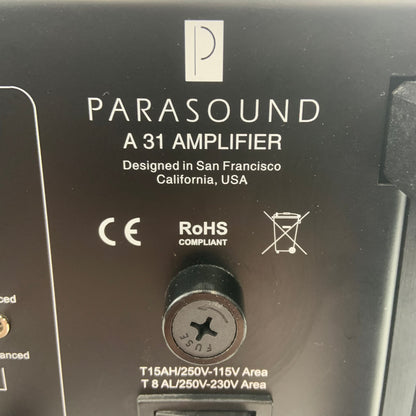 P
PARASOUND
A 31 AMPLIFIER
Designed in San Francisco
California, USA
CE RoHS
COMPLIANT
FUSE
T15AH/250V-115V Area
T 8 AL/250V-230V Area